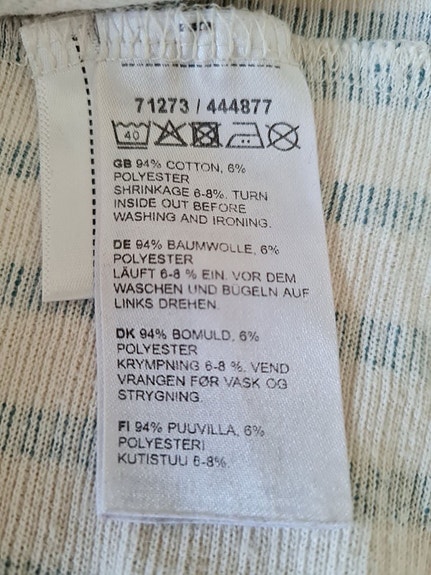 71273 / 444877
40
GB 94% COTTON, 6%
POLYESTER
SHRINKAGE 6-8%. TURN
INSIDE OUT BEFORE
WASHING AND IRONING.
DE 94% BAUMWOLLE, 6%
POLYESTER
LÄUFT 6-8 % EIN. VOR DEM
WASCHEN UND BÜGELN AUF
LINKS DREHEN.
DK 94% BOMULD, 6%
POLYESTER
KRYMPNING 6-8 %. VEND
VRANGEN FØR VASK OG
STRYGNING.
FI 94% PUUVILLA, 6%
POLYESTERI
KUTISTUU 6-8%.